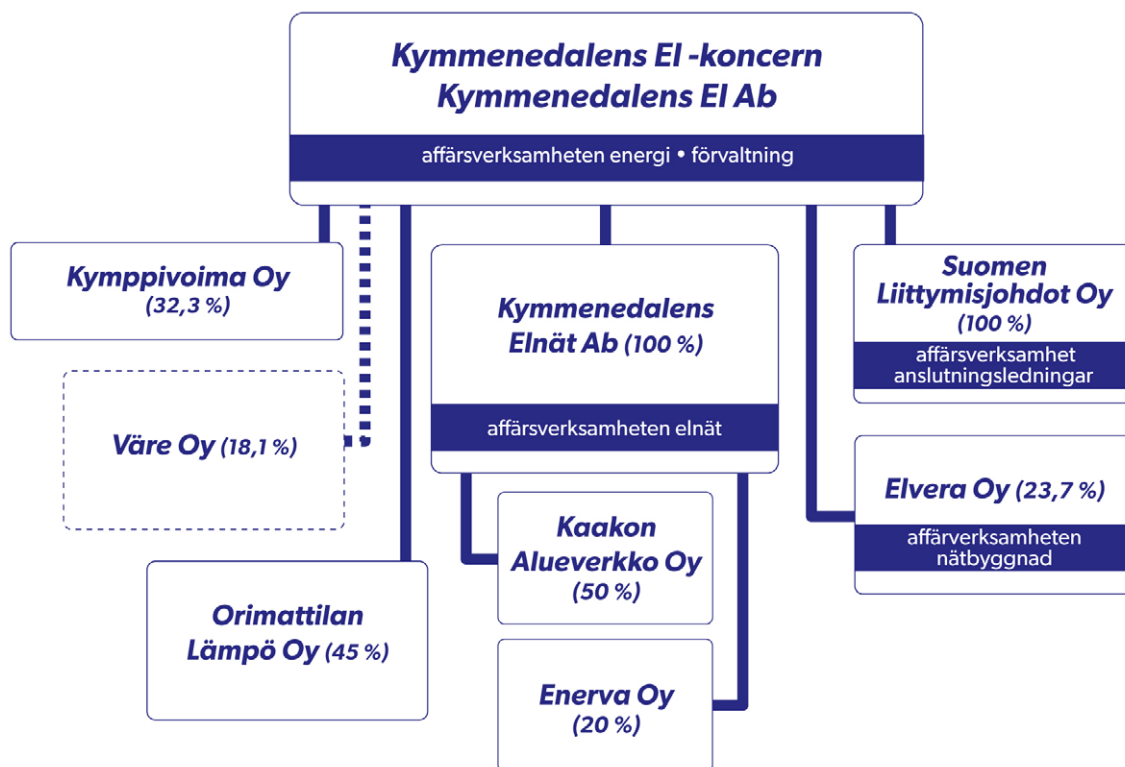 Kymmenedalens El -koncern
Kymmenedalens El Ab
affärsverksamheten energi • förvaltning
Kymppivoima Oy
(32,3 %)
Väre Oy (18,1 %)
Orimattilan
Lämpö Oy (45 %)
Kymmenedalens
Elnät Ab (100 %)
affärsverksamheten elnät
Kaakon
Alueverkko Oy
(50 %)
Enerva Oy
(20 %)
Suomen
Liittymisjohdot Oy
(100 %)
affärsverksamhet
anslutningsledningar
Elvera Oy (23,7 %)
affärverksamheten
nätbyggnad